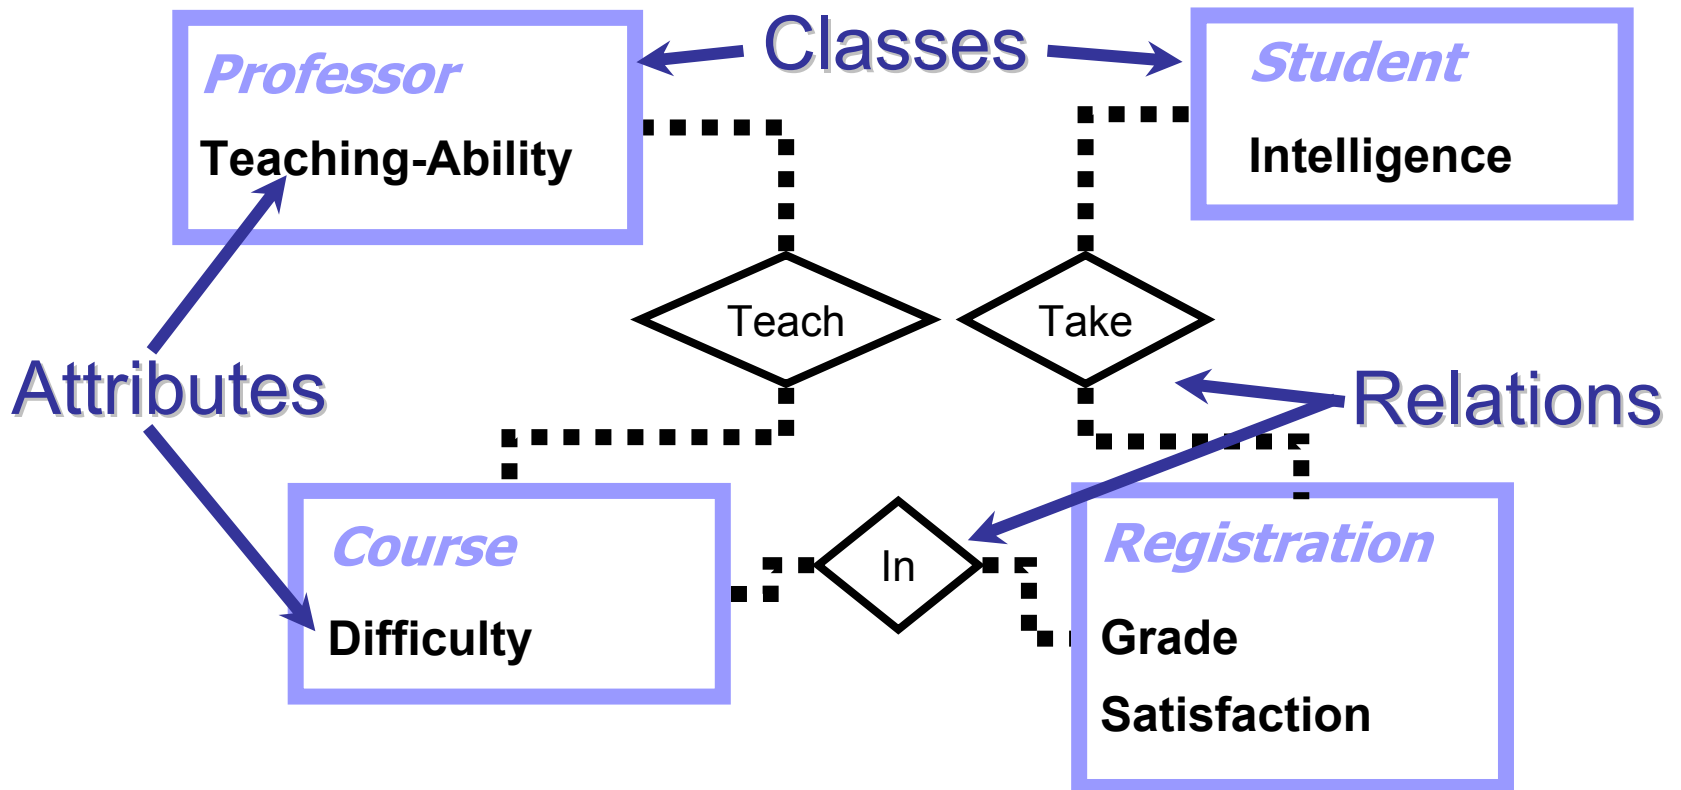 Classes
Professor
Teaching-Ability
Student
Intelligence
Teach
Take
Attributes
Relations
Course
Difficulty
In
Registration
Grade
Satisfaction